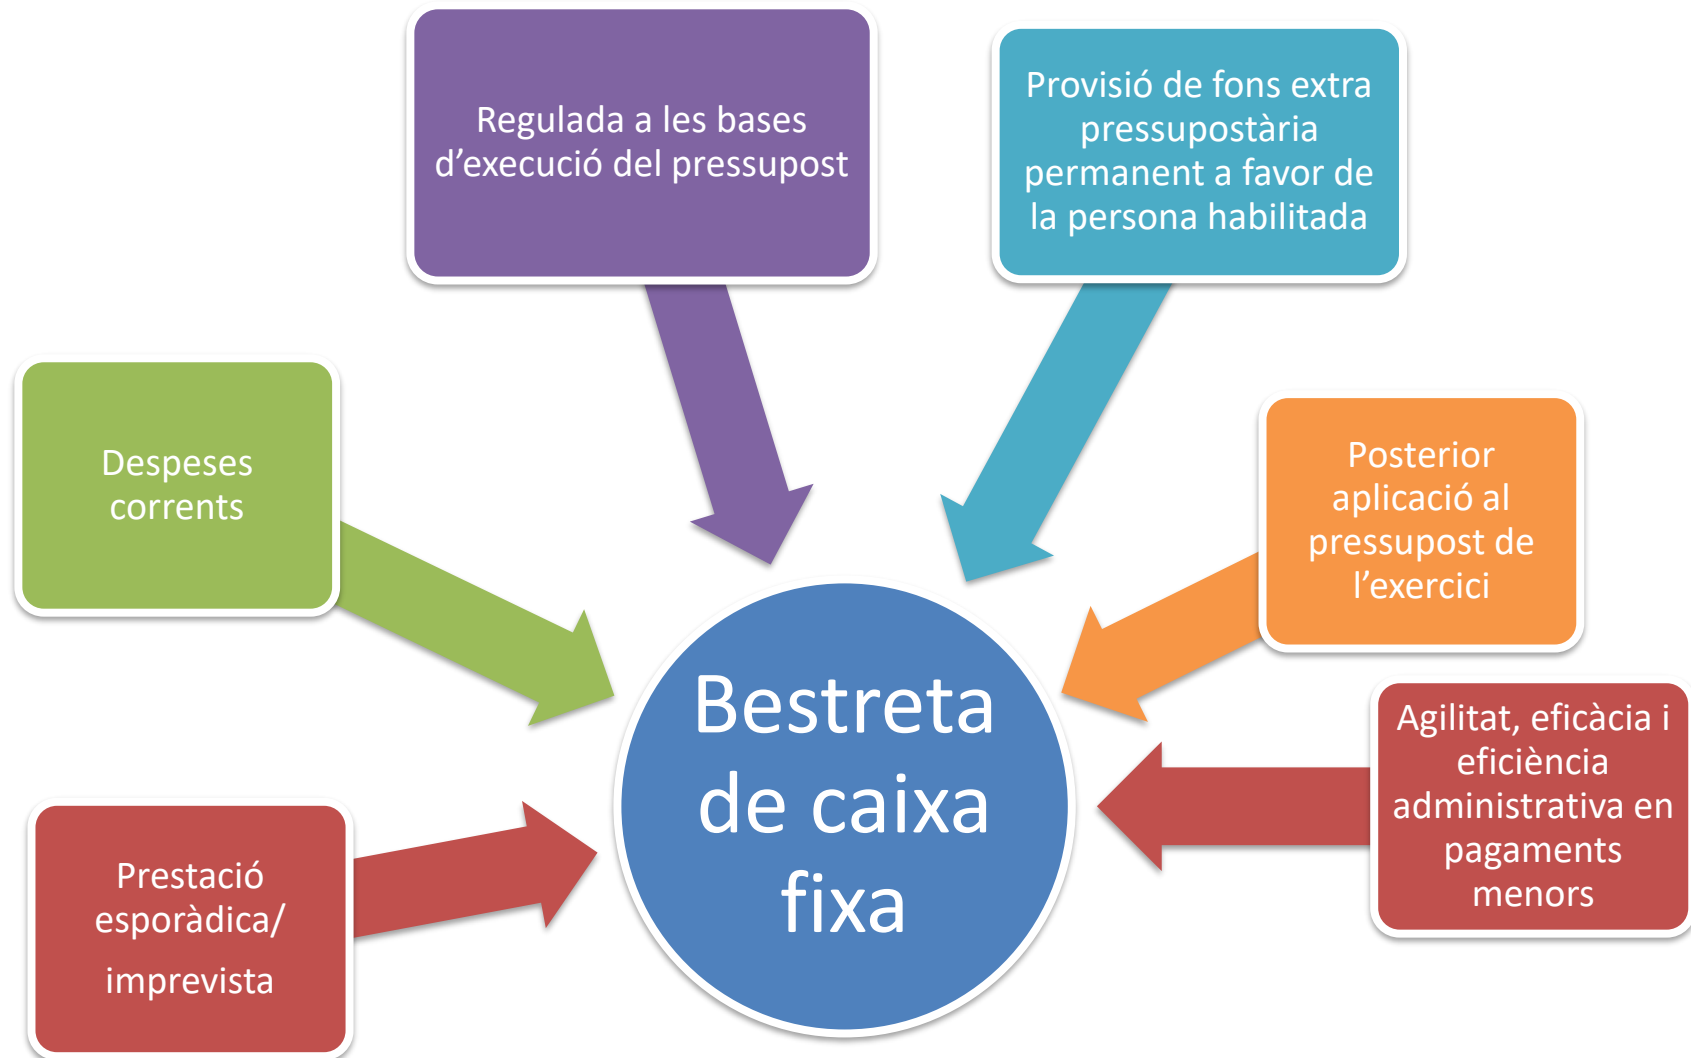 Regulada a les bases
d’execució del pressupost
Provisió de fons extra
pressupostària
permanent a favor de
la persona habilitada
Despeses
corrents
Posterior
aplicació al
pressupost de
l’exercici
Bestreta
de caixa
fixa
Agilitat, eficàcia i
eficiència
administrativa en
pagaments
menors
Prestació
esporàdica/
imprevista